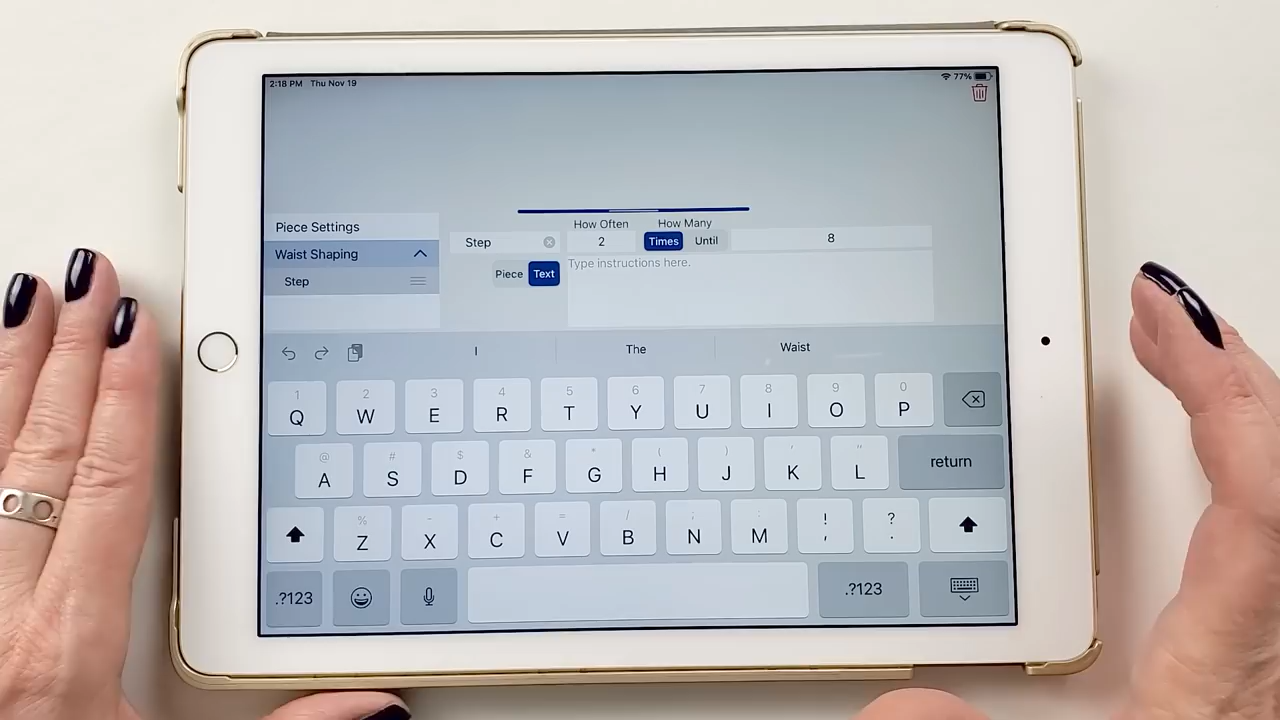 2:18 PM Thu Nov 19
77%
Piece Settings
Waist Shaping
Step
Step
How Often
2
How Many
Times Until
8
Piece Text
Type instructions here.
I The Waist
1 2 3 4 5 6 7 8 9 0
Q W E R T Y U I O P
@ # $ & * ( ) ' "
A S D F G H J K L return
% - + = / ; : ! ?
Z X C V B N M , .
.?123 .?123